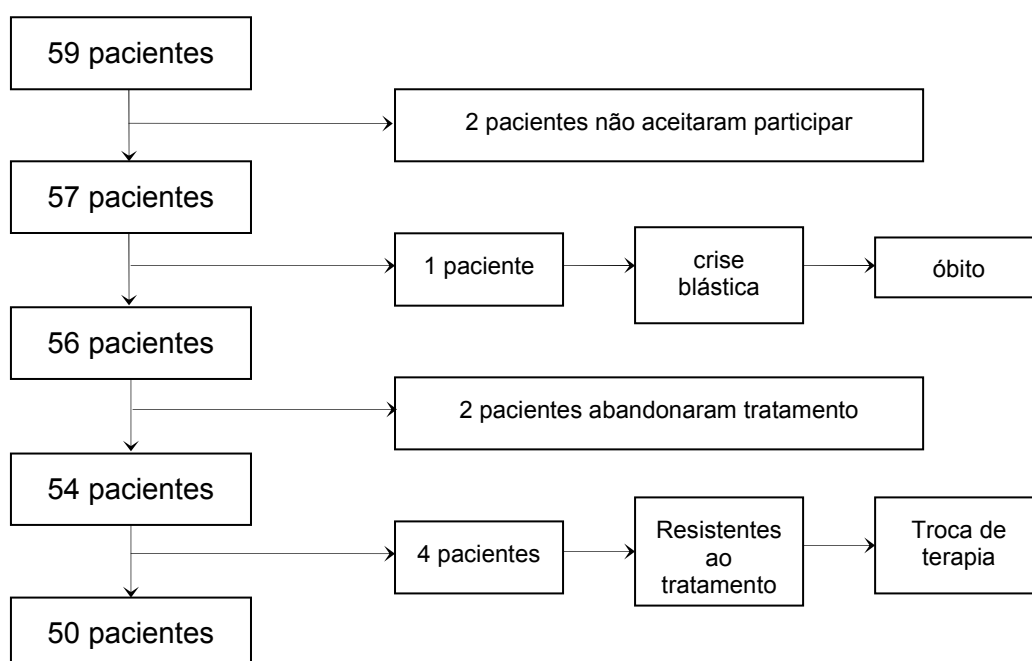 59 pacientes
2 pacientes não aceitaram participar
57 pacientes
1 paciente
crise
blástica
óbito
56 pacientes
2 pacientes abandonaram tratamento
54 pacientes
4 pacientes
Resistentes
ao
tratamento
Troca de
terapia
50 pacientes